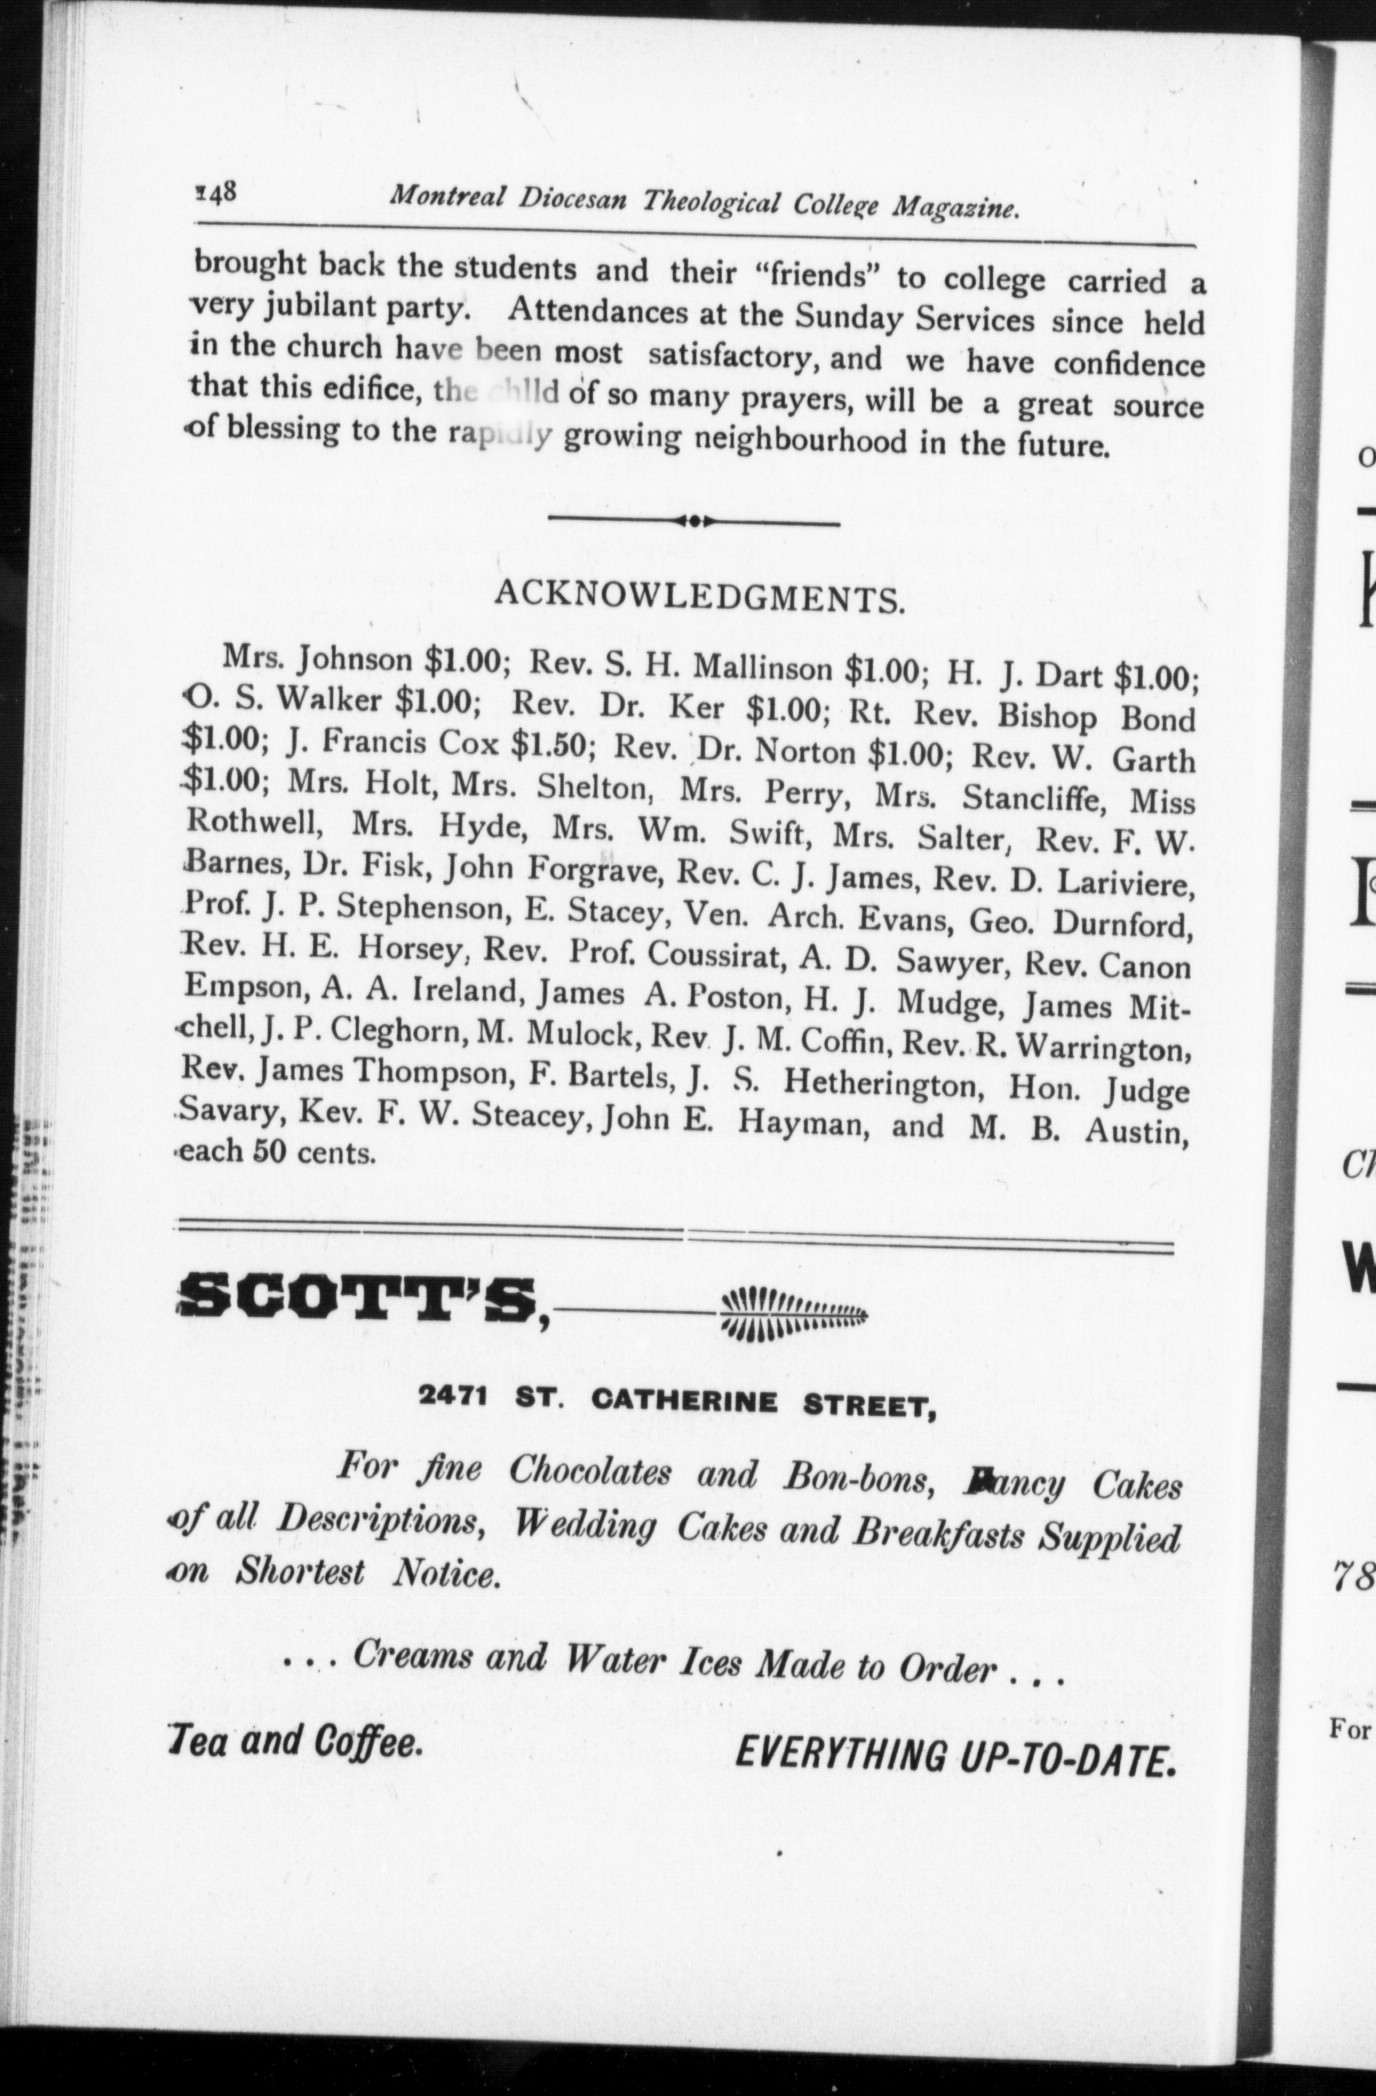 148 Montreal Diocesan Theological College Magazine.
brought back the students and their “friends” to college carried a
very jubilant party. Attendances at the Sunday Services since held
in the church have been most satisfactory, and we have confidence
that this edifice, the chlld of so many prayers, will be a great source
of blessing to the rapidly growing neighbourhood in the future.
ACKNOWLEDGMENTS.
Mrs. Johnson $1.00; Rev. S. H. Mallinson $1.00; H. J. Dart $1.00;
O. S. Walker $1.00; Rev. Dr. Ker $1.00; Rt. Rev. Bishop Bond
$1.00; J. Francis Cox $1.50; Rev. Dr. Norton $1.00; Rev. W. Garth
$1.00; Mrs. Holt, Mrs. Shelton, Mrs. Perry, Mrs. Stancliffe, Miss
Rothwell, Mrs. Hyde, Mrs. Wm. Swift, Mrs. Salter, Rev. F. W.
Barnes, Dr. Fisk, John Forgrave, Rev. C. J. James, Rev. D. Lariviere,
Prof. J. P. Stephenson, E. Stacey, Ven. Arch. Evans, Geo. Durnford,
Rev. H. E. Horsey, Rev. Prof. Coussirat, A. D. Sawyer, Rev. Canon
Empson, A. A. Ireland, James A. Poston, H. J. Mudge, James Mit-
chell, J. P. Cleghorn, M. Mulock, Rev. J. M. Coffin, Rev. R. Warrington,
Rev. James Thompson, F. Bartels, J. S. Hetherington, Hon. Judge
Savary, Kev. F. W. Steacey, John E. Hayman, and M. B. Austin,
each 50 cents.
SCOTT'S,
2471 ST. CATHERINE STREET,
For fine Chocolates and Bon-bons, Fancy Cakes
of all Descriptions, Wedding Cakes and Breakfasts Supplied
on Shortest Notice.
. . . Creams and Water Ices Made to Order . . .
Tea and Coffee. EVERYTHING UP-TO-DATE.
78
For